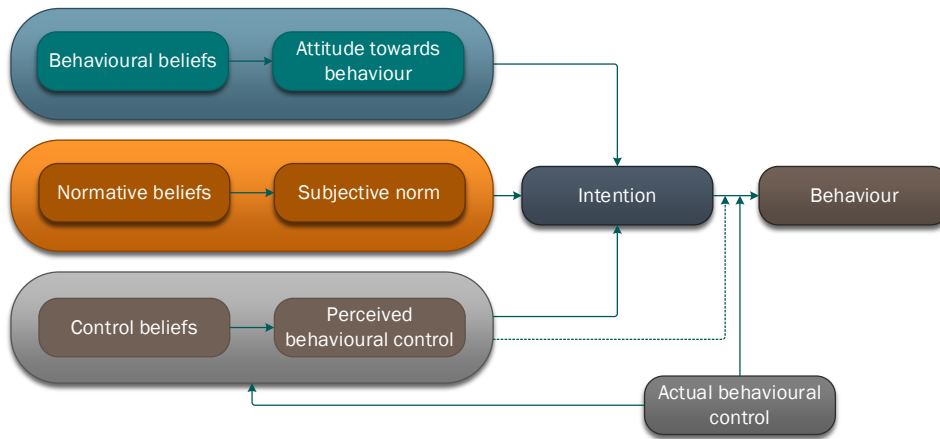 Behavioural beliefs
Attitude towards
behaviour
Normative beliefs
Subjective norm
Intention
Behaviour
Control beliefs
Perceived
behavioural control
Actual behavioural
control